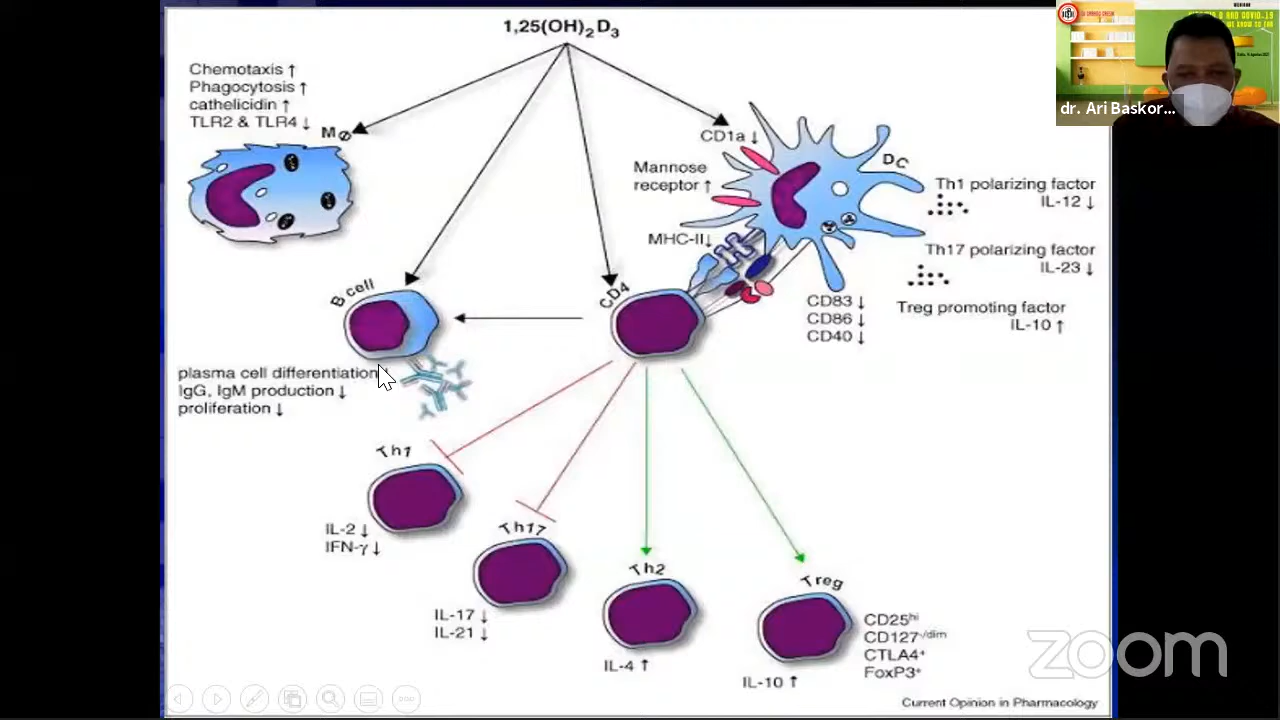 1,25(OH)₂D₃
Chemotaxis ↑
Phagocytosis ↑
cathelicidin ↑
TLR2 & TLR4 ↓
MØ
CD1a ↓
Mannose
receptor ↑
MHC-II↓
DC
Th1 polarizing factor
IL-12 ↓
Th17 polarizing factor
IL-23 ↓
Treg promoting factor
IL-10 ↑
CD83 ↓
CD86 ↓
CD40 ↓
B cell
CD4
plasma cell differentiation
IgG, IgM production ↓
proliferation ↓
Th1
IL-2 ↓
IFN-γ ↓
Th17
IL-17 ↓
IL-21 ↓
Th2
IL-4 ↑
Treg
IL-10 ↑
CD25ʰⁱ
CD127⁻/ᵈⁱᵐ
CTLA4⁺
FoxP3⁺
Current Opinion in Pharmacology
dr. Ari Baskor...
zoom